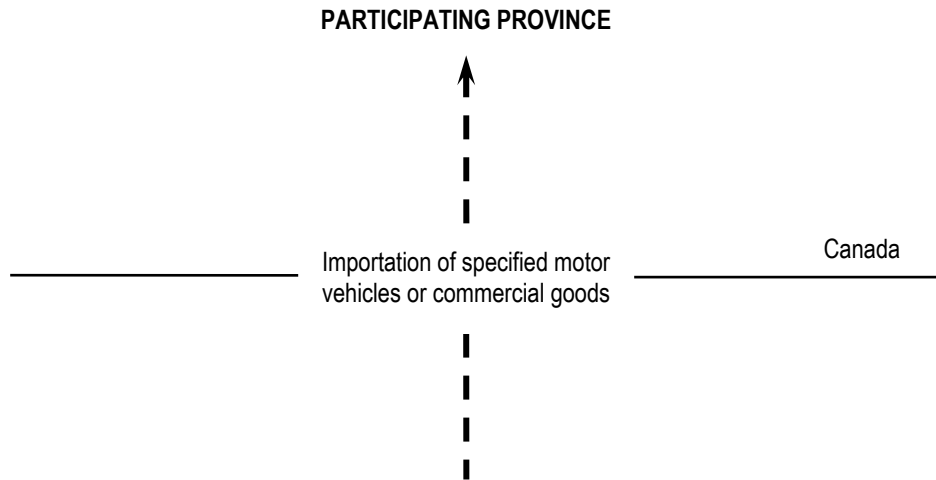 PARTICIPATING PROVINCE
Canada
Importation of specified motor
vehicles or commercial goods